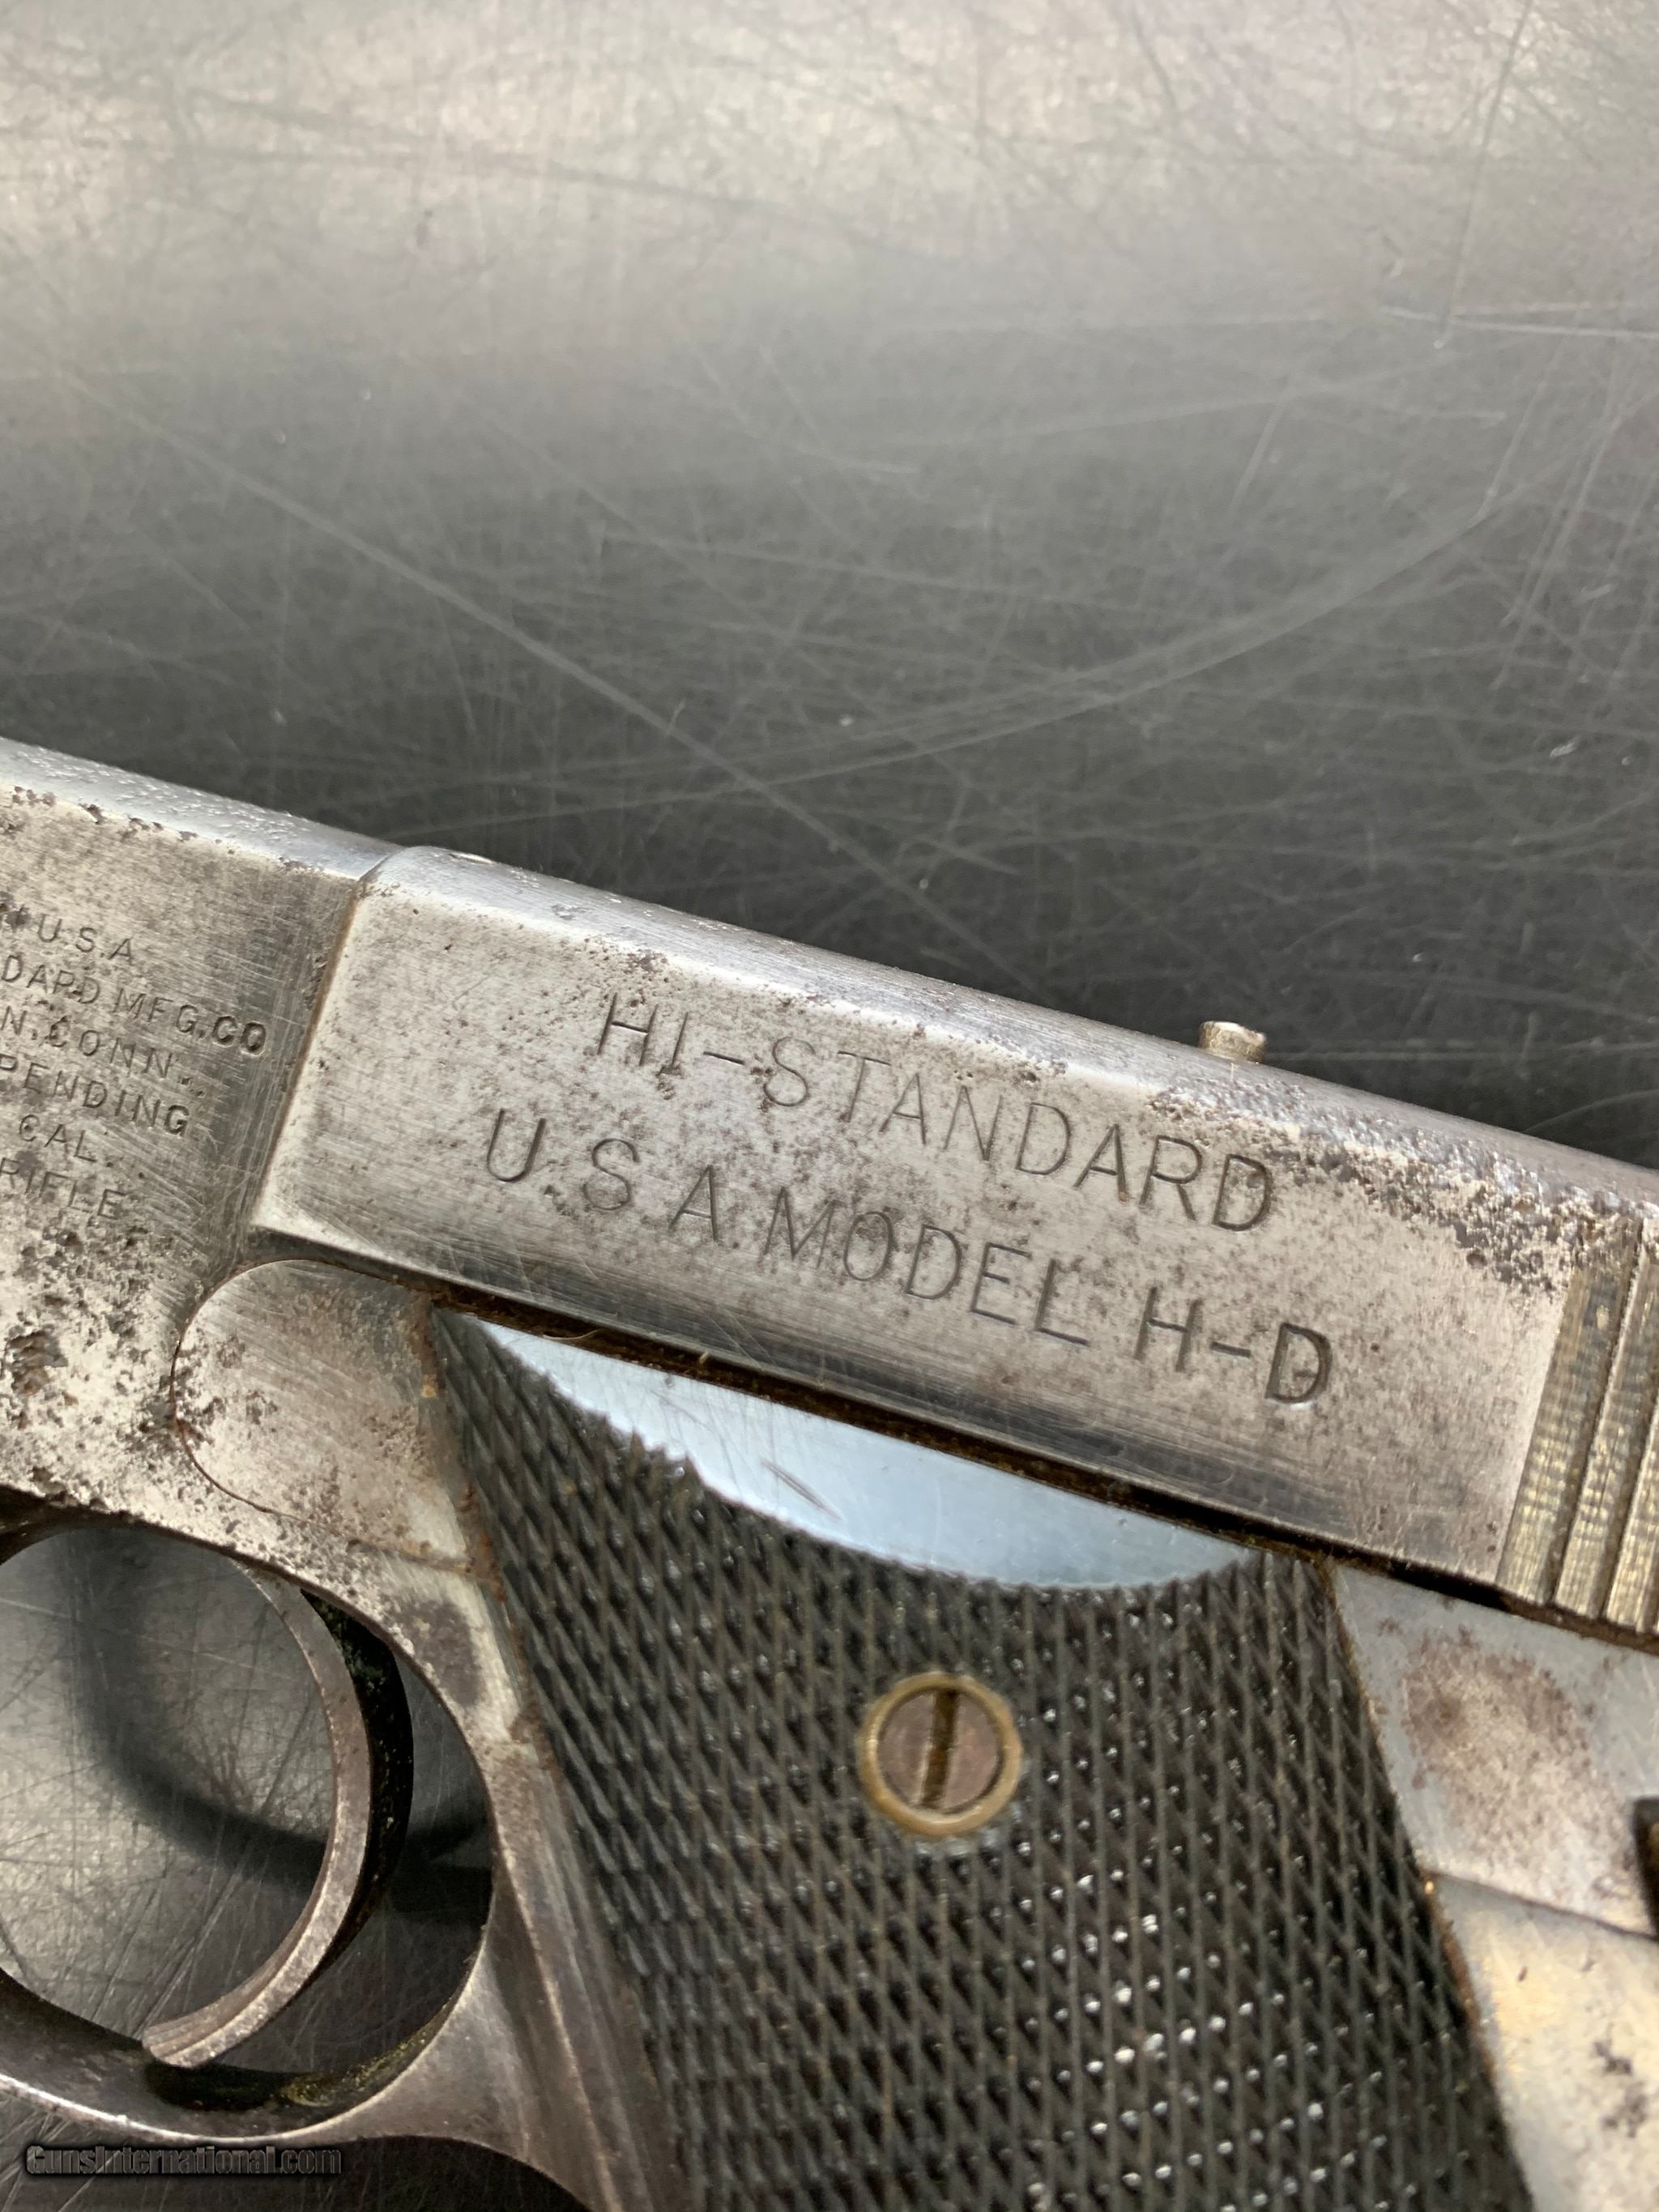 U.S.A.
DARD MFG.CO
N, CONN.,
PENDING
CAL.
RIFLE
HI-STANDARD
U.S.A. MODEL H-D
GunsInternational.com